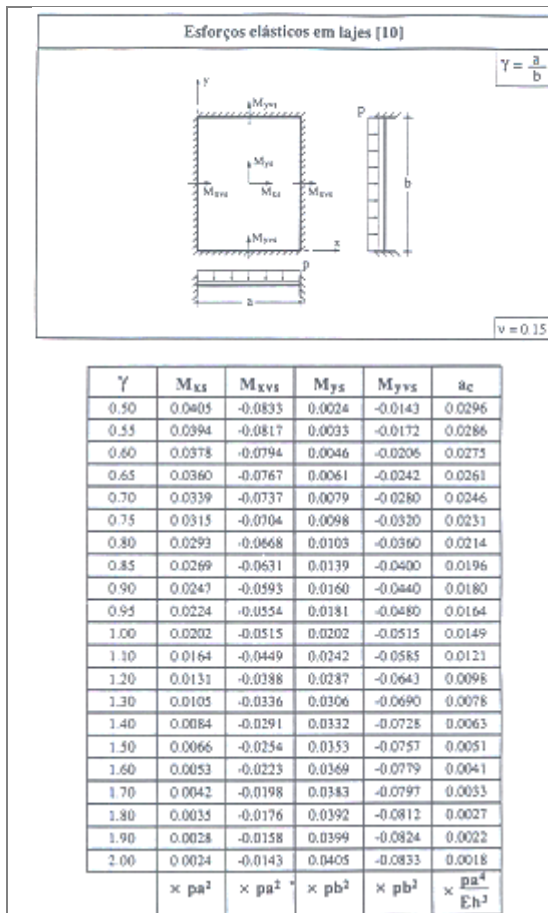 Esforços elásticos em lajes [10]
γ = a/b
y
Myvs
P
Mys
Mxvs Mxs Mxvs
b
Myvs
x
p
a
ν = 0.15
γ Mxs Mxvs Mys Myvs ac
0.50 0.0405 -0.0833 0.0024 -0.0143 0.0296
0.55 0.0394 -0.0817 0.0033 -0.0172 0.0286
0.60 0.0378 -0.0794 0.0046 -0.0206 0.0275
0.65 0.0360 -0.0767 0.0061 -0.0242 0.0261
0.70 0.0339 -0.0737 0.0079 -0.0280 0.0246
0.75 0.0315 -0.0704 0.0098 -0.0320 0.0231
0.80 0.0293 -0.0668 0.0103 -0.0360 0.0214
0.85 0.0269 -0.0631 0.0139 -0.0400 0.0196
0.90 0.0247 -0.0593 0.0160 -0.0440 0.0180
0.95 0.0224 -0.0554 0.0181 -0.0480 0.0164
1.00 0.0202 -0.0515 0.0202 -0.0515 0.0149
1.10 0.0164 -0.0449 0.0242 -0.0585 0.0121
1.20 0.0131 -0.0388 0.0287 -0.0643 0.0098
1.30 0.0105 -0.0336 0.0306 -0.0690 0.0078
1.40 0.0084 -0.0291 0.0332 -0.0728 0.0063
1.50 0.0066 -0.0254 0.0353 -0.0757 0.0051
1.60 0.0053 -0.0223 0.0369 -0.0779 0.0041
1.70 0.0042 -0.0198 0.0383 -0.0797 0.0033
1.80 0.0035 -0.0176 0.0392 -0.0812 0.0027
1.90 0.0028 -0.0158 0.0399 -0.0824 0.0022
2.00 0.0024 -0.0143 0.0405 -0.0833 0.0018
× pa² × pa² × pb² × pb² × pa⁴/Eh³